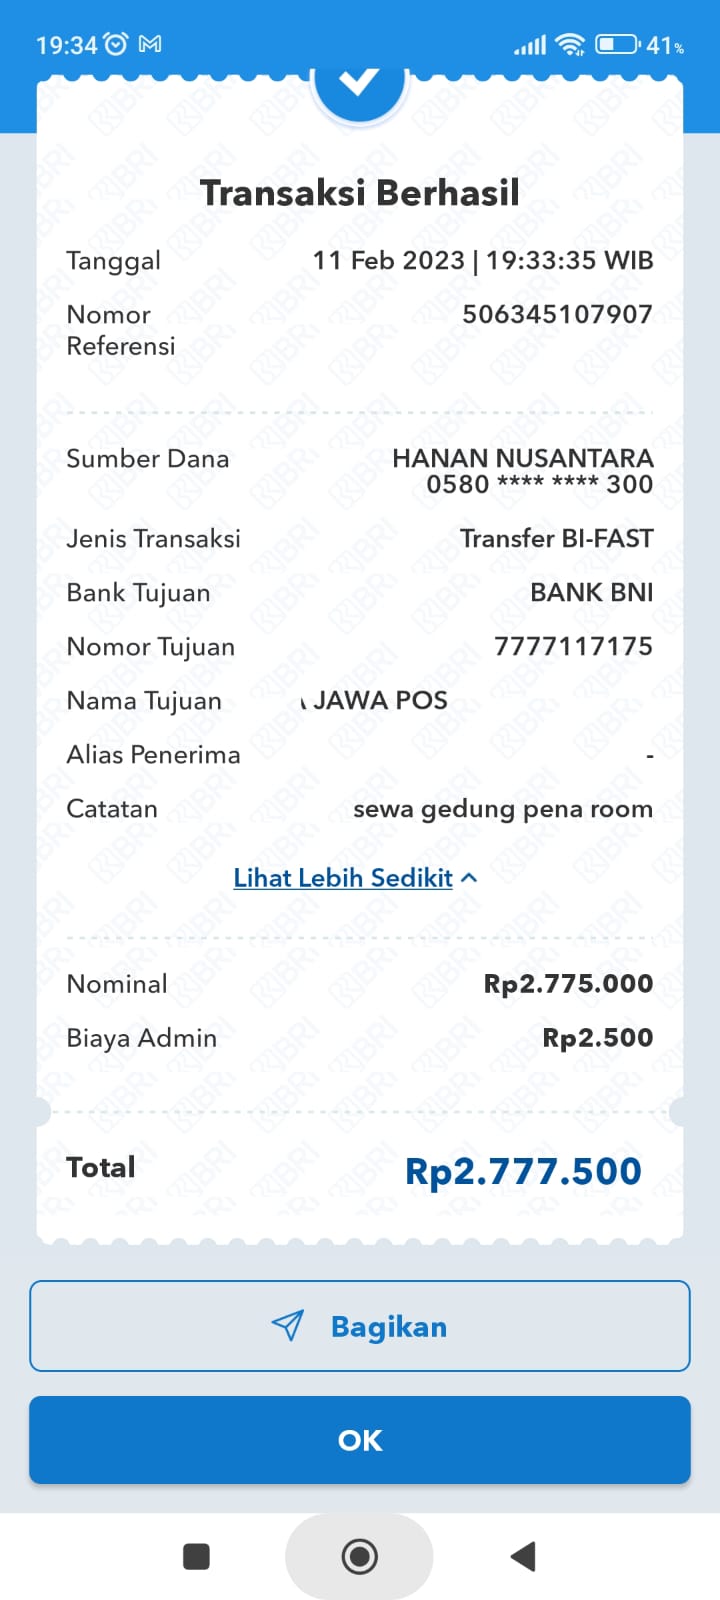 19:34 41%
Transaksi Berhasil
Tanggal 11 Feb 2023 | 19:33:35 WIB
Nomor Referensi 506345107907
Sumber Dana HANAN NUSANTARA
0580 **** **** 300
Jenis Transaksi Transfer BI-FAST
Bank Tujuan BANK BNI
Nomor Tujuan 7777117175
Nama Tujuan JAWA POS
Alias Penerima -
Catatan sewa gedung pena room
Lihat Lebih Sedikit
Nominal Rp2.775.000
Biaya Admin Rp2.500
Total Rp2.777.500
Bagikan
OK